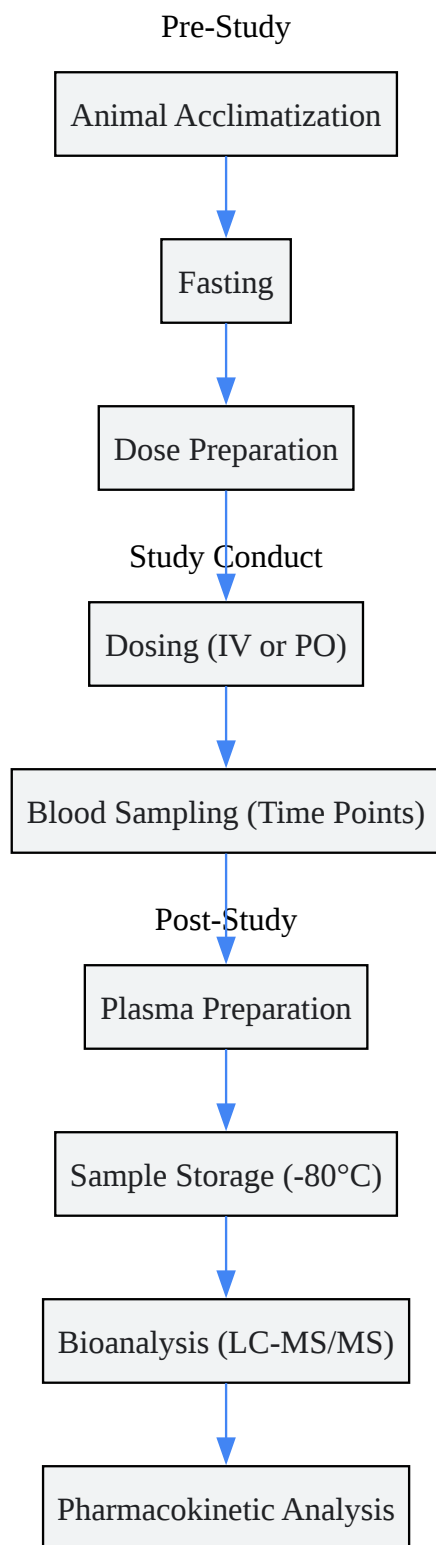 Pre-Study
Animal Acclimatization
Fasting
Dose Preparation
Study Conduct
Dosing (IV or PO)
Blood Sampling (Time Points)
Post-Study
Plasma Preparation
Sample Storage (-80°C)
Bioanalysis (LC-MS/MS)
Pharmacokinetic Analysis